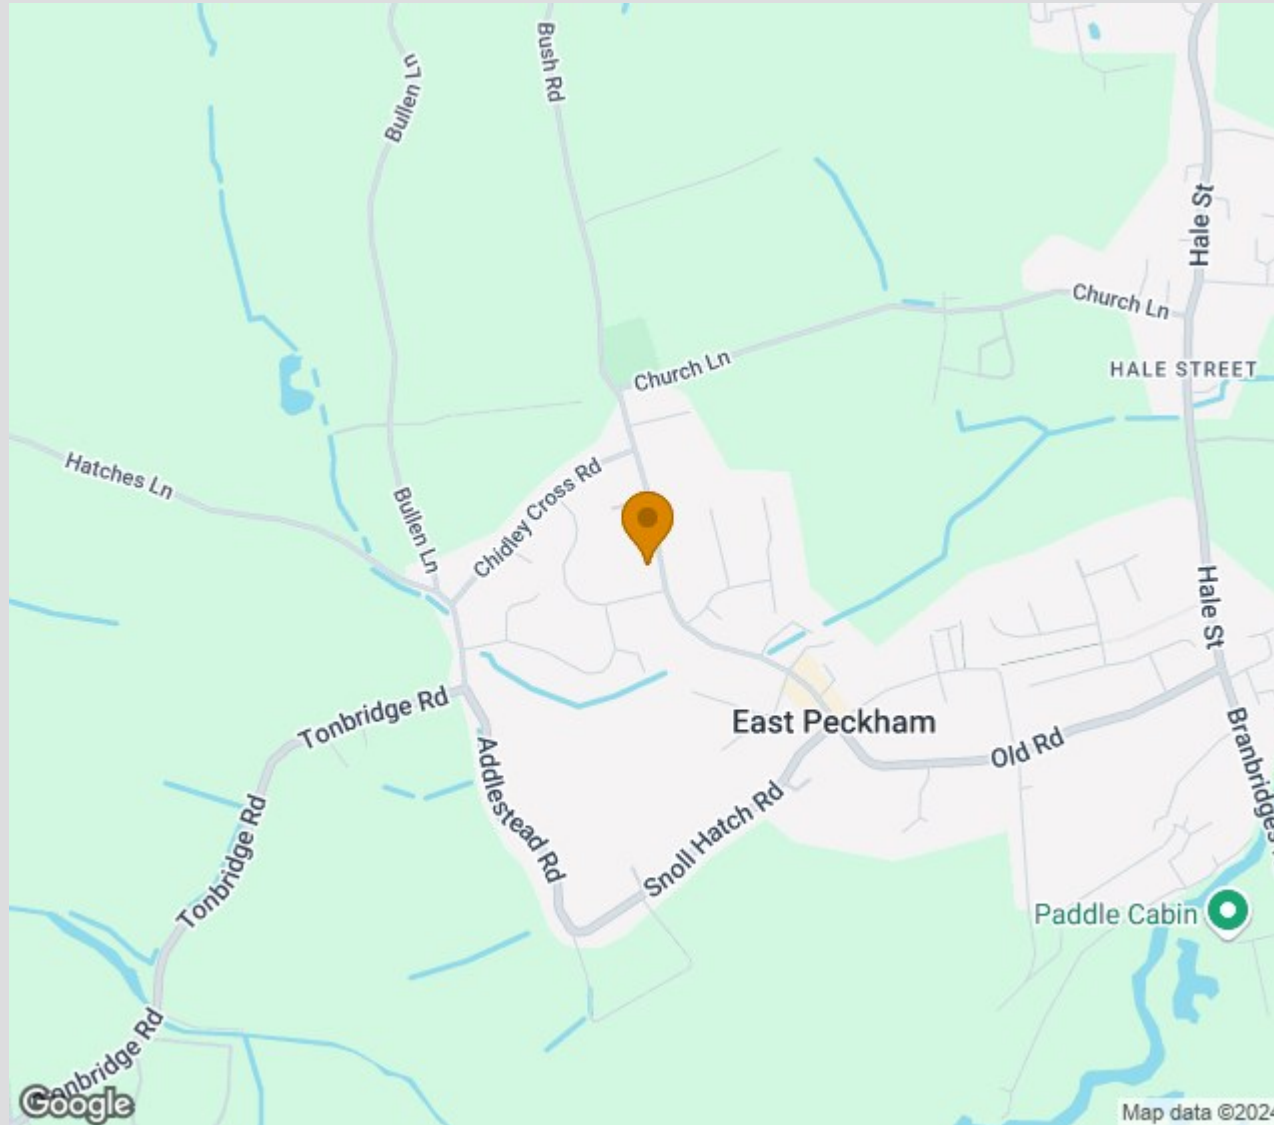 Bush Rd
Bullen Ln
Hale St
Church Ln
Church Ln
HALE STREET
Hatches Ln
Chidley Cross Rd
Bullen Ln
Hale St
Tonbridge Rd
East Peckham
Old Rd
Branbridges
Addlestead Rd
Snoll Hatch Rd
Tonbridge Rd
Paddle Cabin
Tonbridge Rd
Google
Map data ©2024